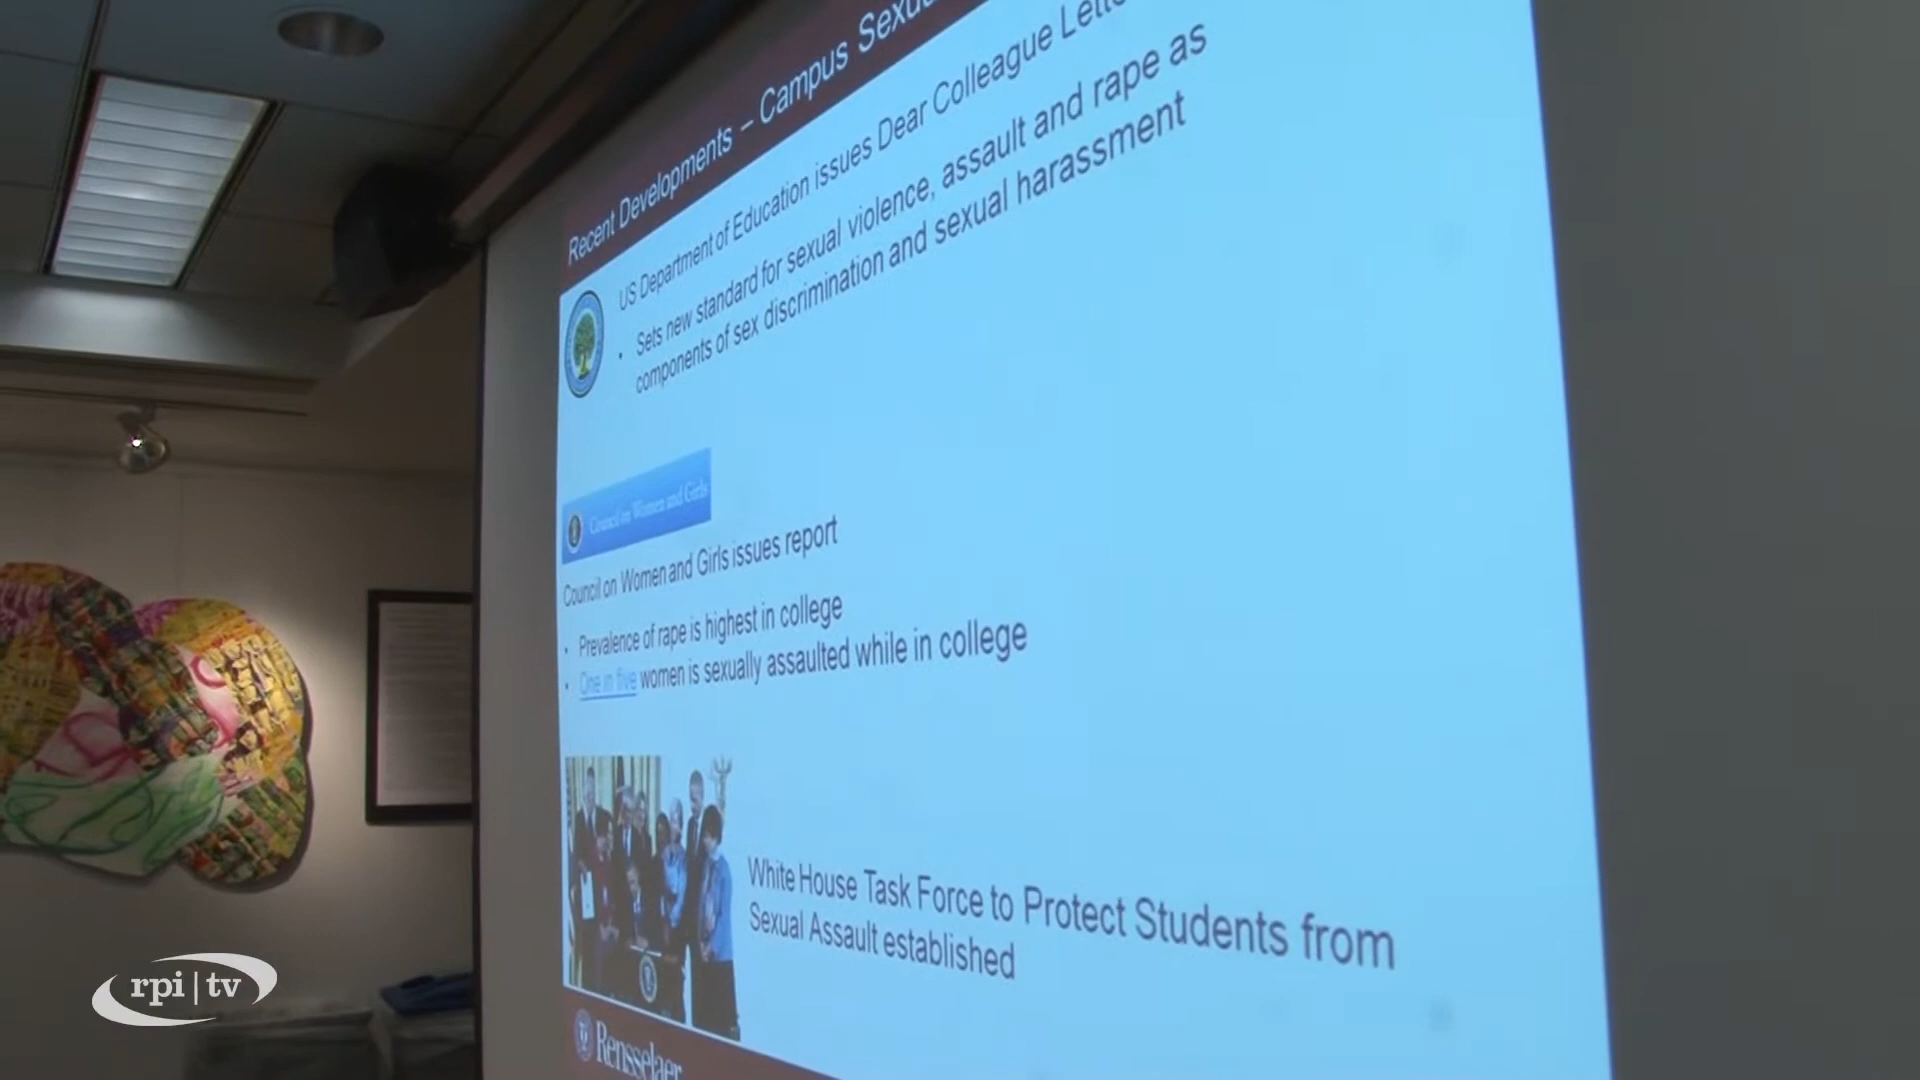 Recent Developments – Campus
US Department of Education issues Dear Colleague
• Sets new standard for sexual violence, assault and rape as
components of sex discrimination and sexual harassment
Council on Women and Girls
Council on Women and Girls issues report
• Prevalence of rape is highest in college
• One in five women is sexually assaulted while in college
White House Task Force to Protect Students from
Sexual Assault established
Rensselaer
rpi|tv